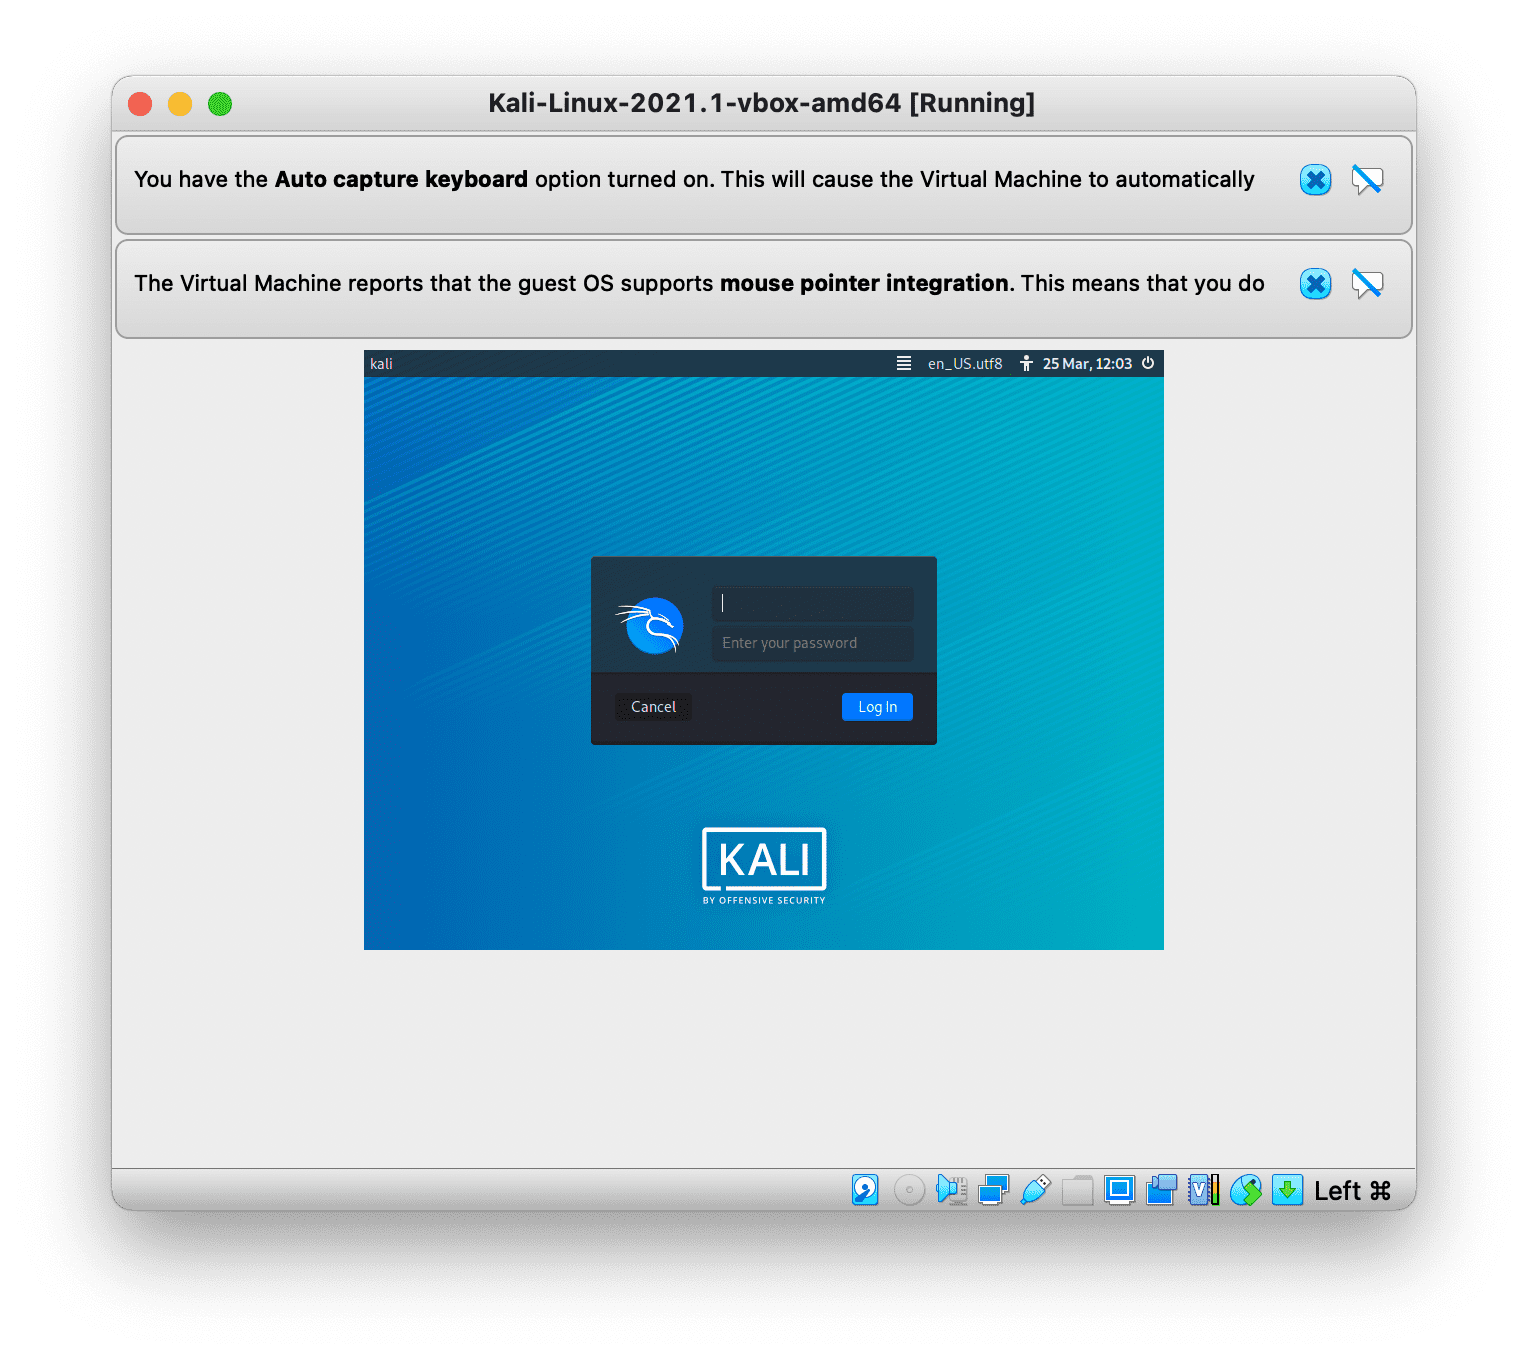 Kali-Linux-2021.1-vbox-amd64 [Running]
You have the Auto capture keyboard option turned on. This will cause the Virtual Machine to automatically
The Virtual Machine reports that the guest OS supports mouse pointer integration. This means that you do
kali en_US.utf8 25 Mar, 12:03
Enter your password
Cancel Log In
KALI
BY OFFENSIVE SECURITY
V Left ⌘